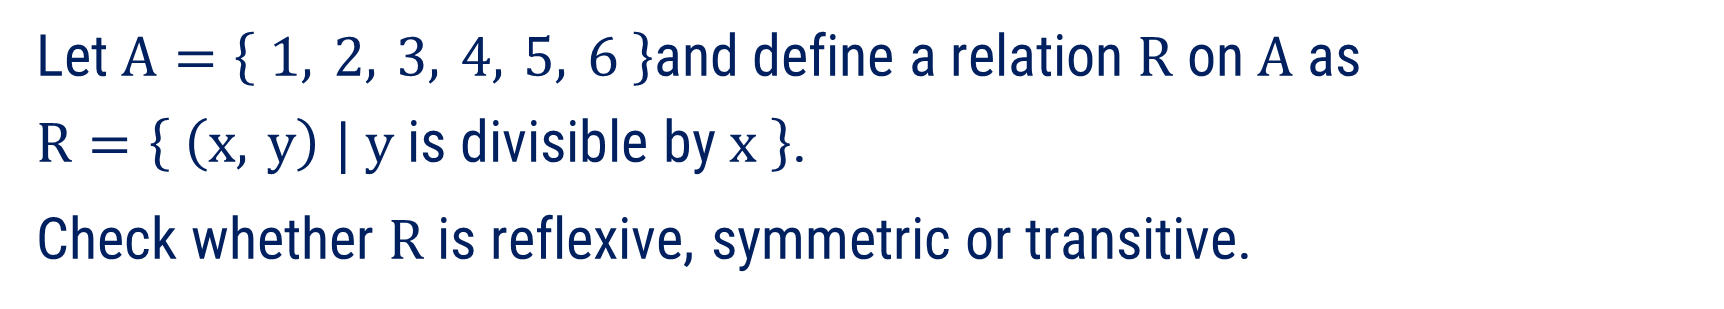 Let A = { 1, 2, 3, 4, 5, 6 }and define a relation R on A as
R = { (x, y) | y is divisible by x }.
Check whether R is reflexive, symmetric or transitive.